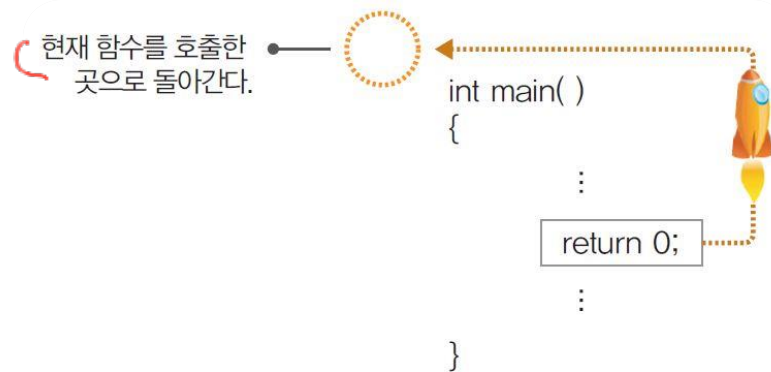 현재 함수를 호출한
곳으로 돌아간다.
int main( )
{
⋮
return 0;
⋮
}